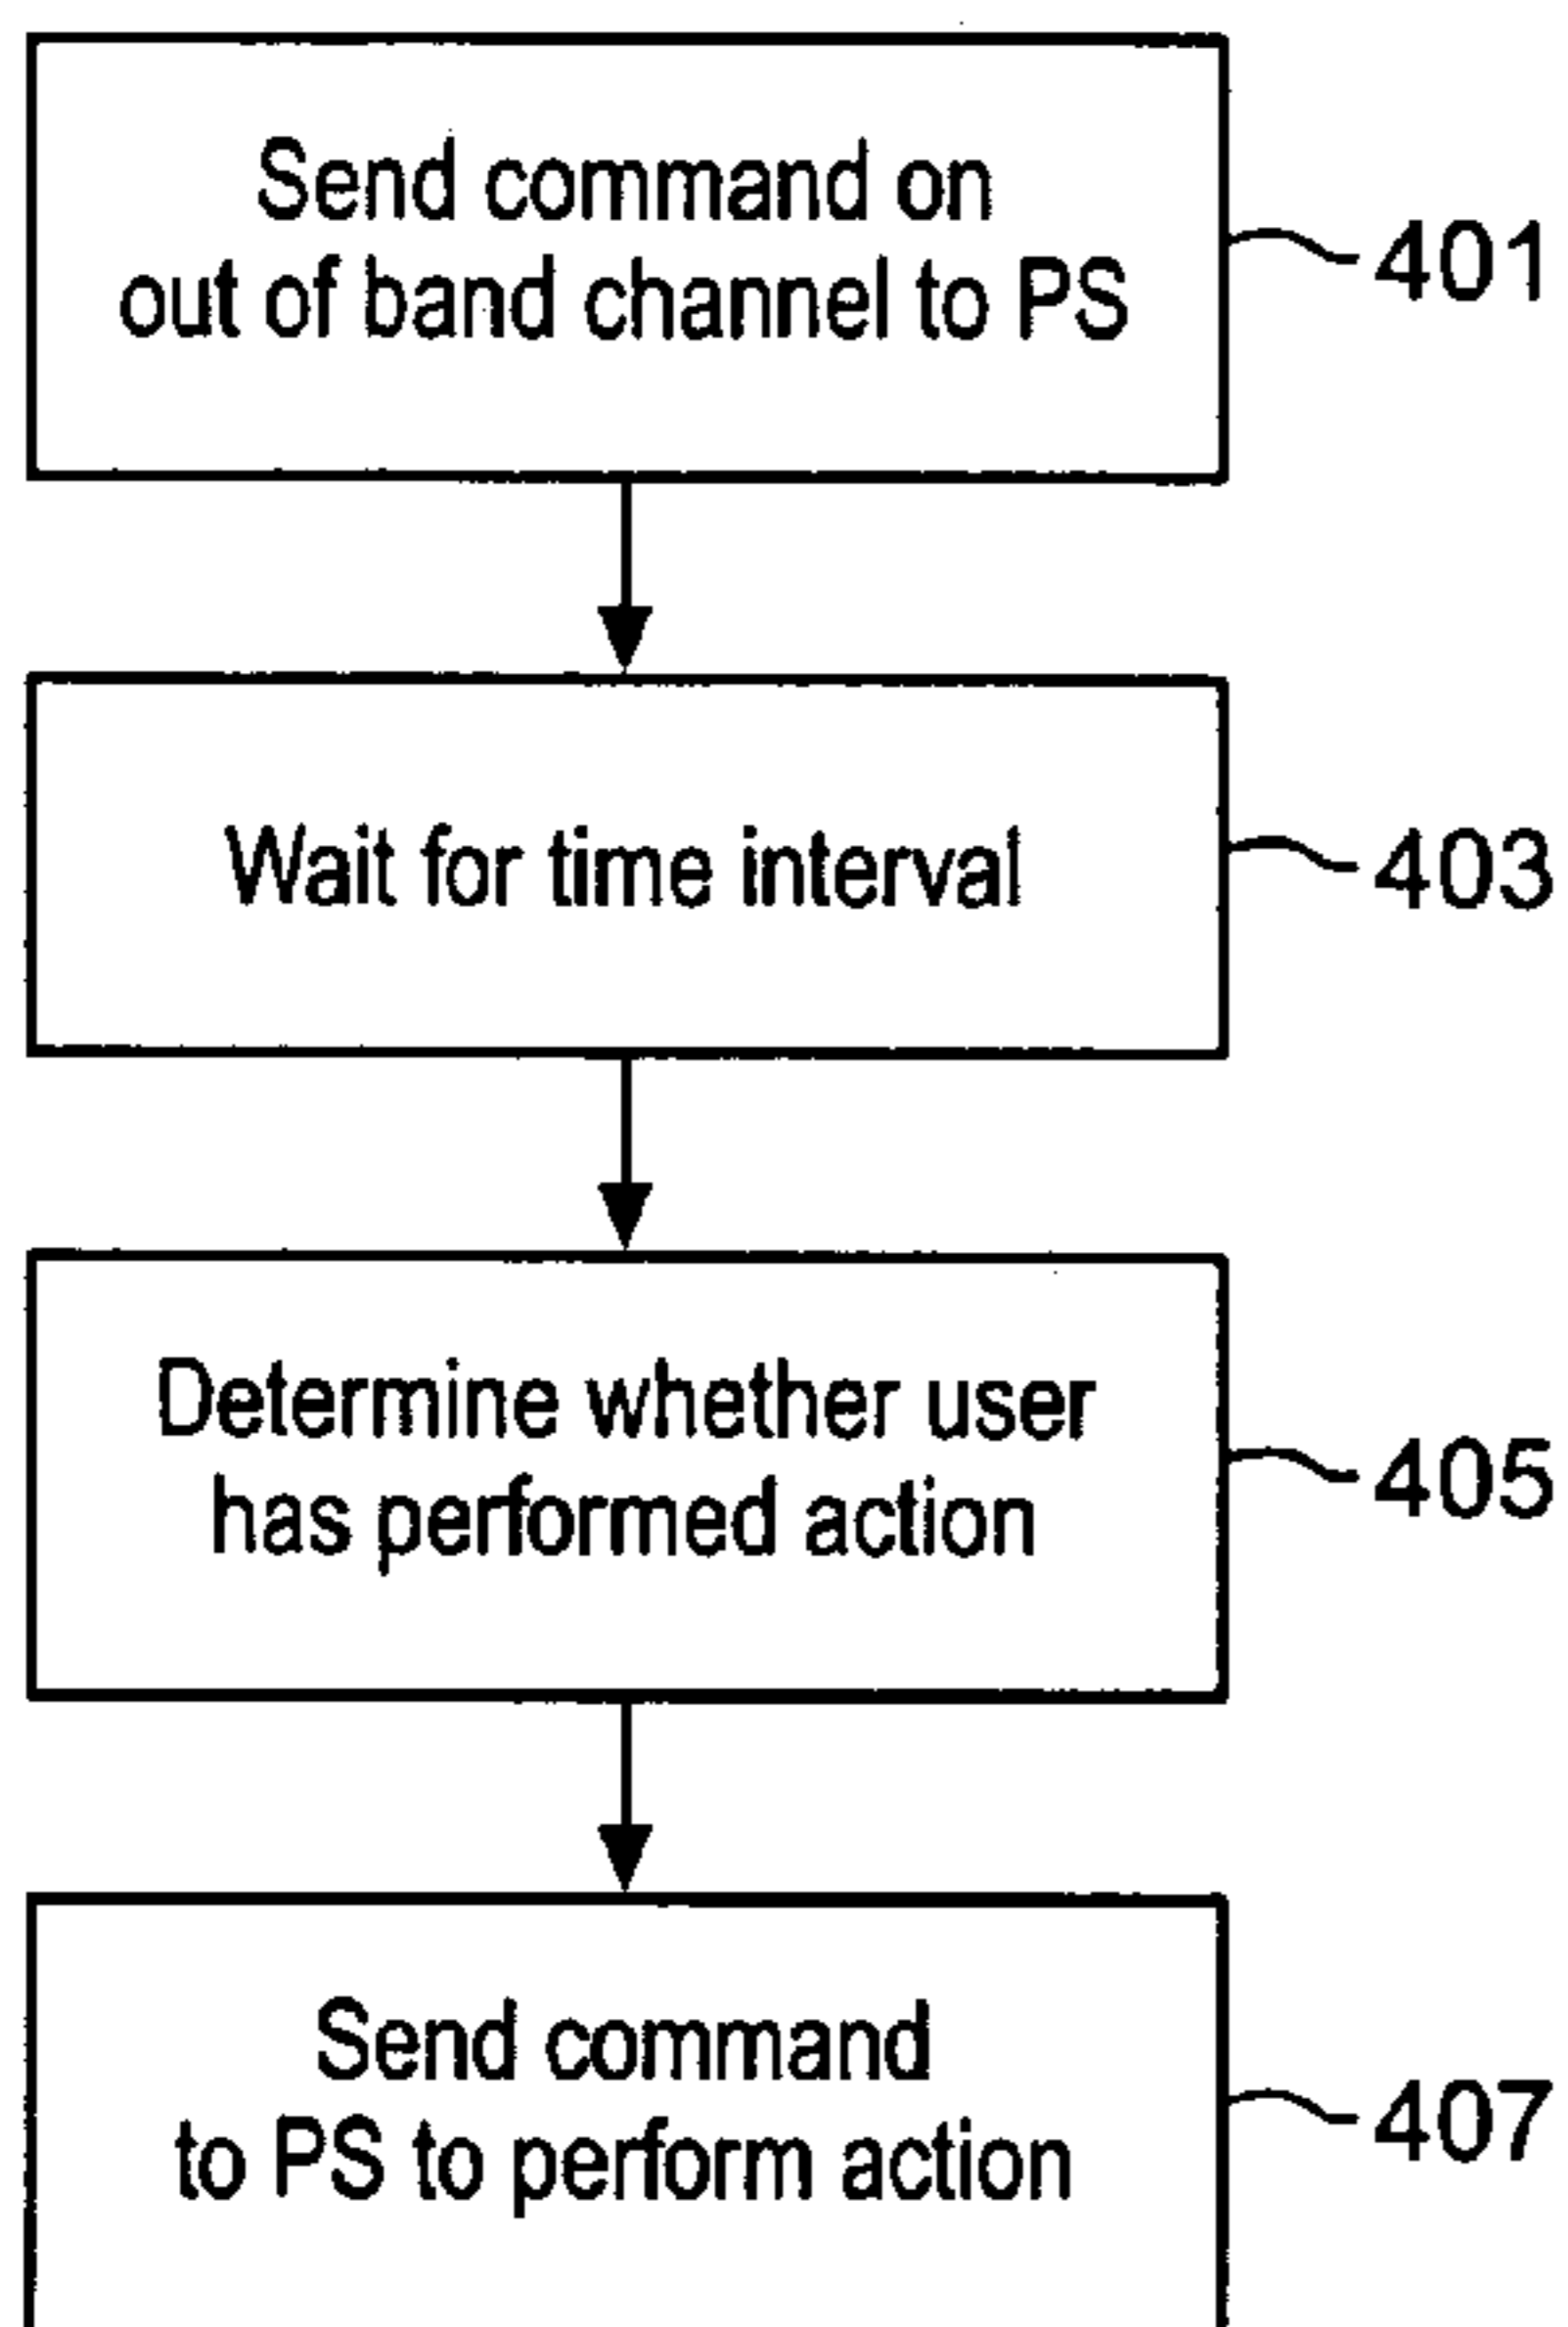 Send command on
out of band channel to PS
401
Wait for time interval
403
Determine whether user
has performed action
405
Send command
to PS to perform action
407